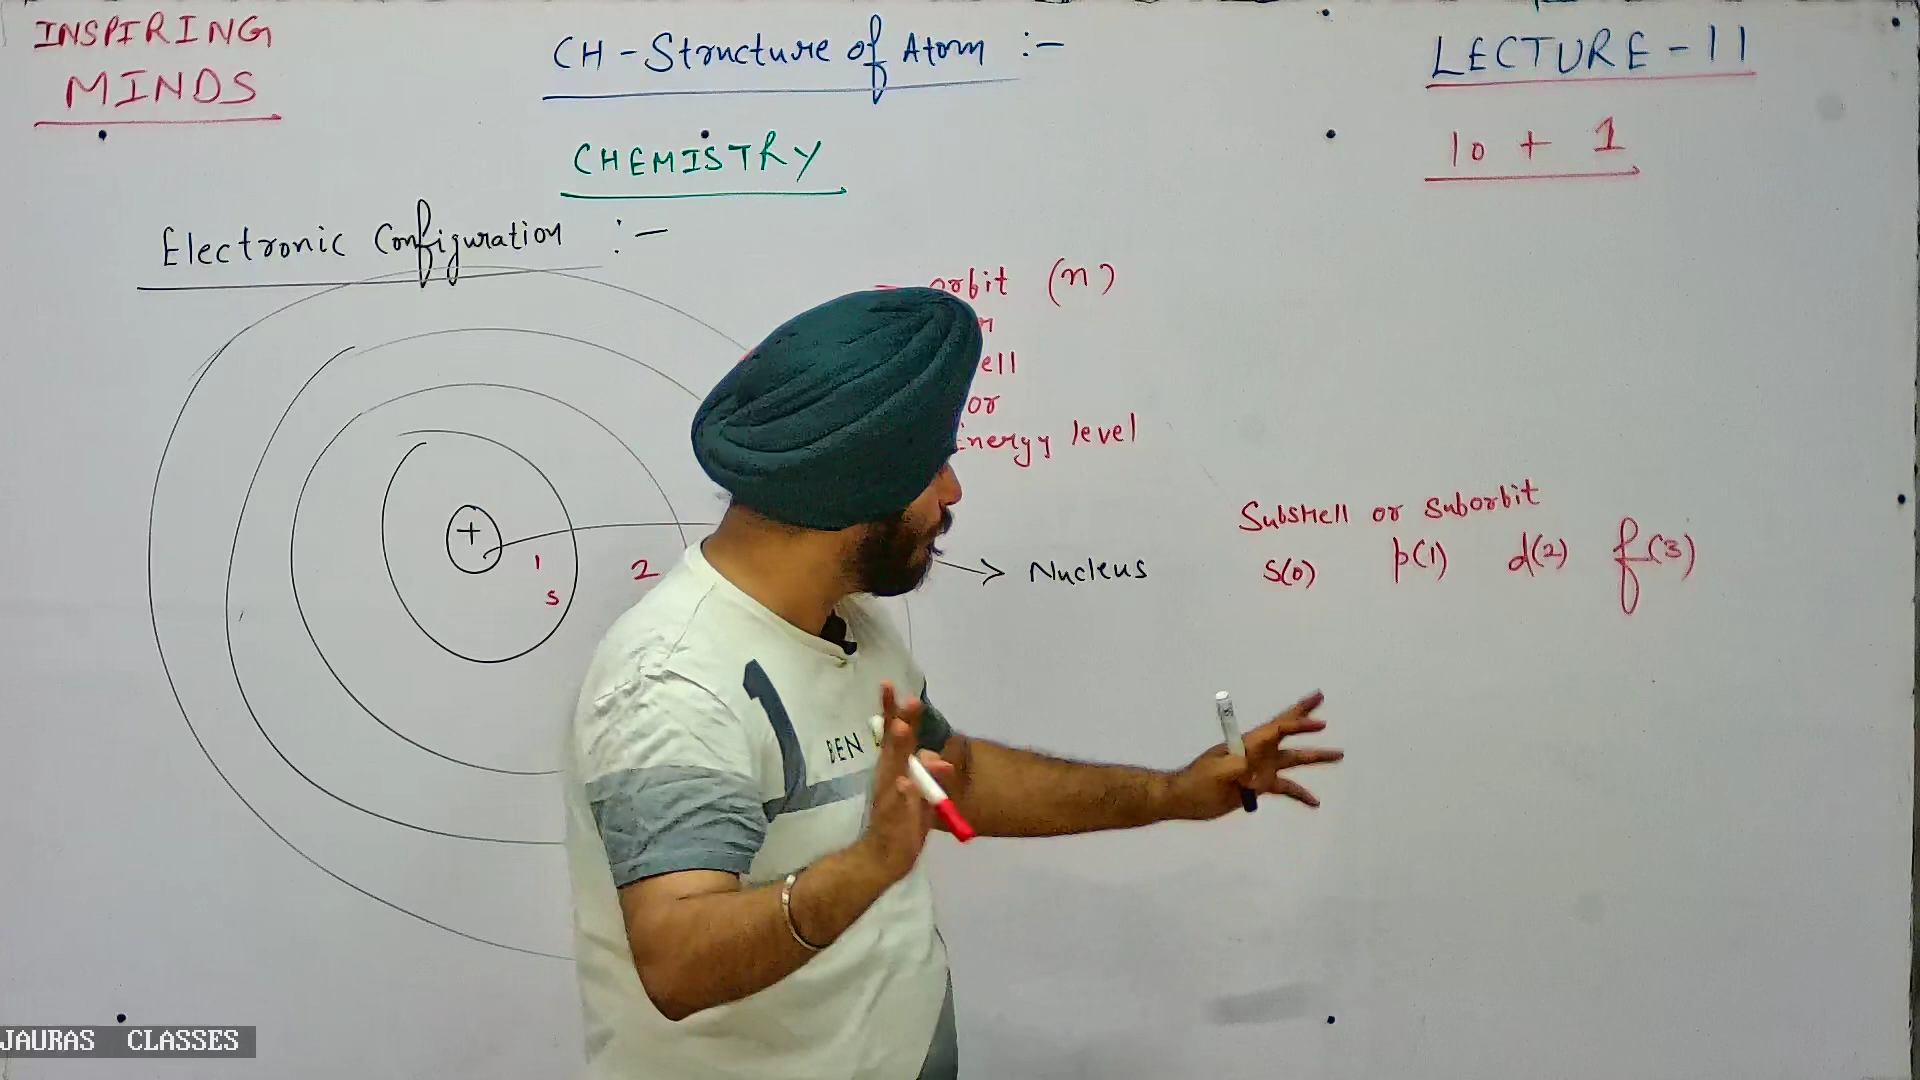 INSPIRING
MINDS
CH - Structure of Atom :-
CHEMISTRY
LECTURE - 11
10 + 1
Electronic Configuration :-
orbit (n)
or
Energy level
Subshell or suborbit
s(0) p(1) d(2) f(3)
+
1
s
2
Nucleus
BEN
JAURAS CLASSES